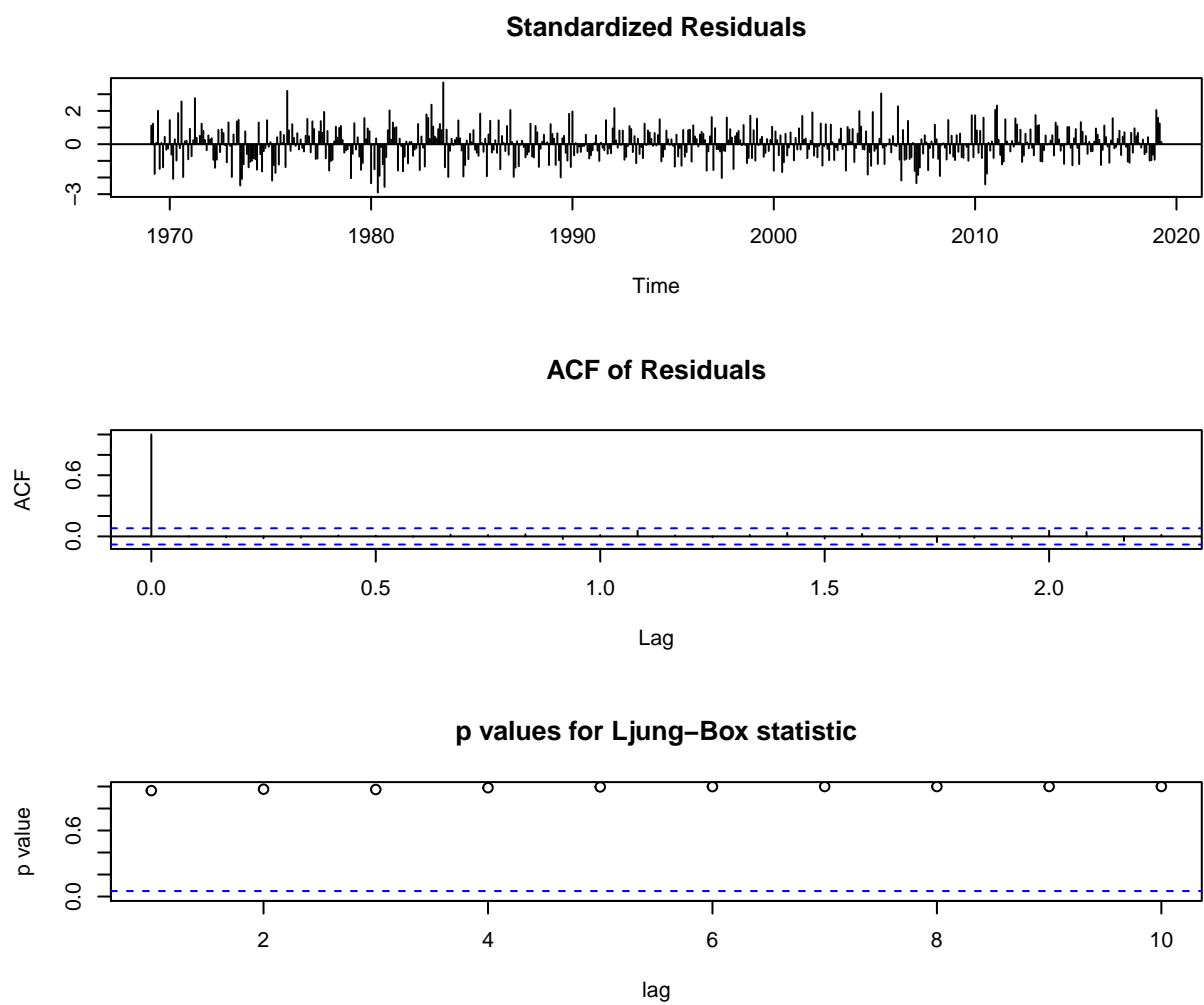 Standardized Residuals
2
0
−3
1970 1980 1990 2000 2010 2020
Time
ACF of Residuals
ACF
0.6
0.0
0.0 0.5 1.0 1.5 2.0
Lag
p values for Ljung−Box statistic
p value
0.6
0.0
2 4 6 8 10
lag